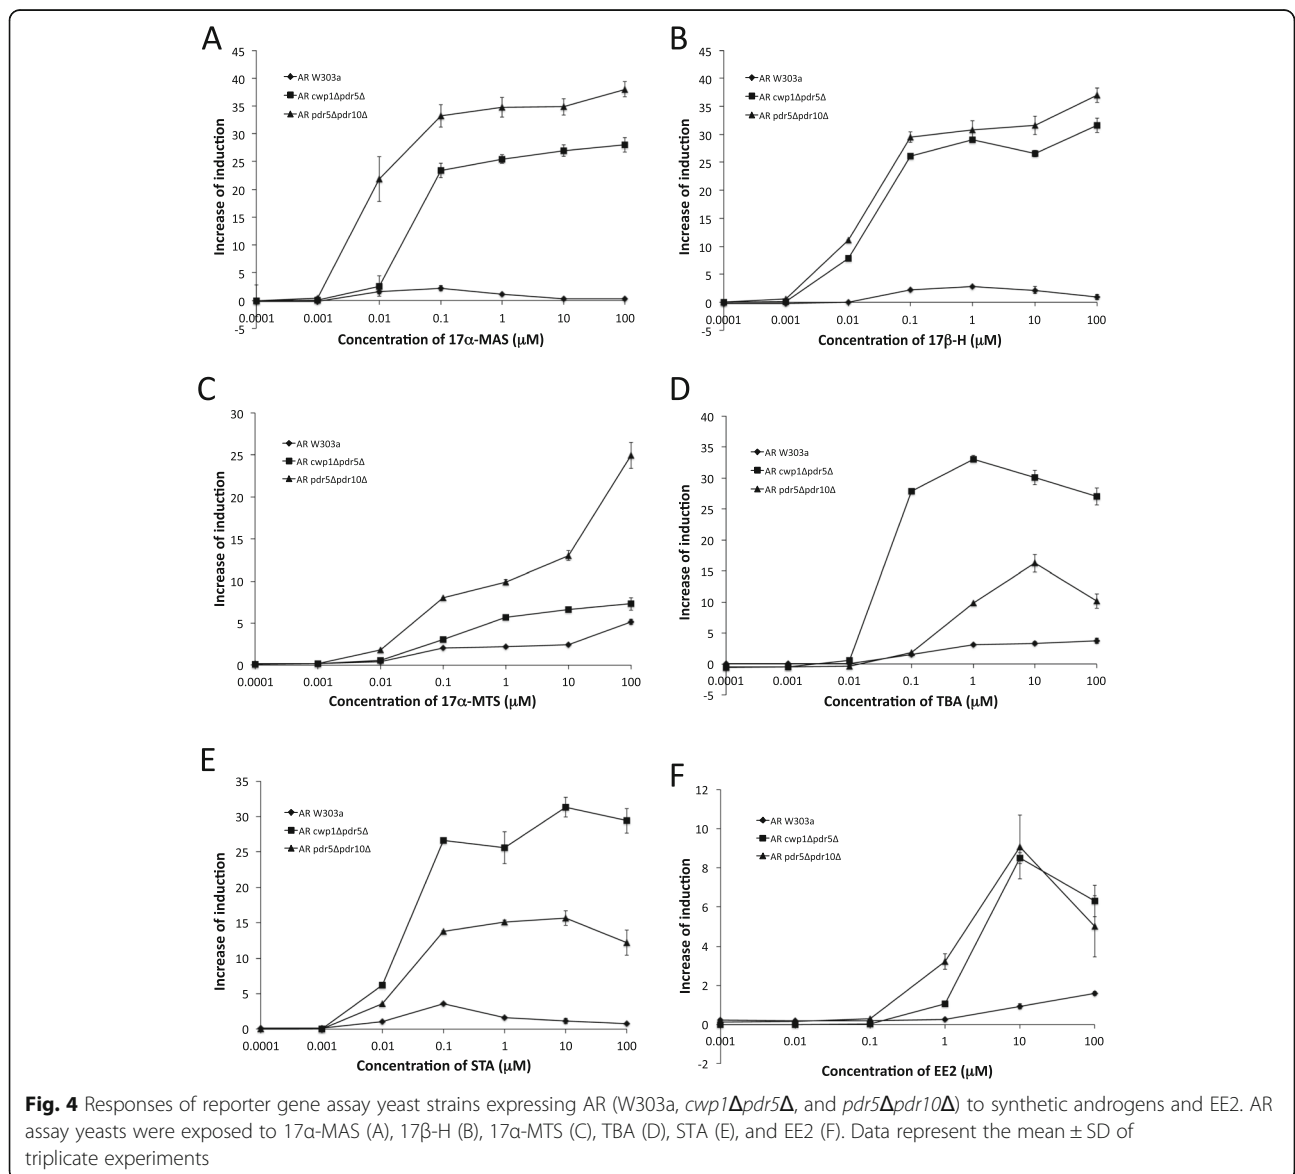 A
45
40
35
30
25
20
15
10
5
0
-5
AR W303a
AR cwp1Δpdr5Δ
AR pdr5Δpdr10Δ
Increase of induction
0.0001 0.001 0.01 0.1 1 10 100
Concentration of 17α-MAS (μM)
B
45
40
35
30
25
20
15
10
5
0
-5
AR W303a
AR cwp1Δpdr5Δ
AR pdr5Δpdr10Δ
Increase of induction
0.0001 0.001 0.01 0.1 1 10 100
Concentration of 17β-H (μM)
C
30
25
20
15
10
5
0
AR W303a
AR cwp1Δpdr5Δ
AR pdr5Δpdr10Δ
Increase of induction
0.0001 0.001 0.01 0.1 1 10 100
Concentration of 17α-MTS (μM)
D
40
35
30
25
20
15
10
5
0
-5
AR W303a
AR cwp1Δpdr5Δ
AR pdr5Δpdr10Δ
Increase of induction
0.0001 0.001 0.01 0.1 1 10 100
Concentration of TBA (μM)
E
35
30
25
20
15
10
5
0
AR W303a
AR cwp1Δpdr5Δ
AR pdr5Δpdr10Δ
Increase of induction
0.0001 0.001 0.01 0.1 1 10 100
Concentration of STA (μM)
F
12
10
8
6
4
2
0
-2
AR W303a
AR cwp1Δpdr5Δ
AR pdr5Δpdr10Δ
Increase of induction
0.001 0.01 0.1 1 10 100
Concentration of EE2 (μM)
Fig. 4 Responses of reporter gene assay yeast strains expressing AR (W303a, cwp1Δpdr5Δ, and pdr5Δpdr10Δ) to synthetic androgens and EE2. AR
assay yeasts were exposed to 17α-MAS (A), 17β-H (B), 17α-MTS (C), TBA (D), STA (E), and EE2 (F). Data represent the mean ± SD of
triplicate experiments